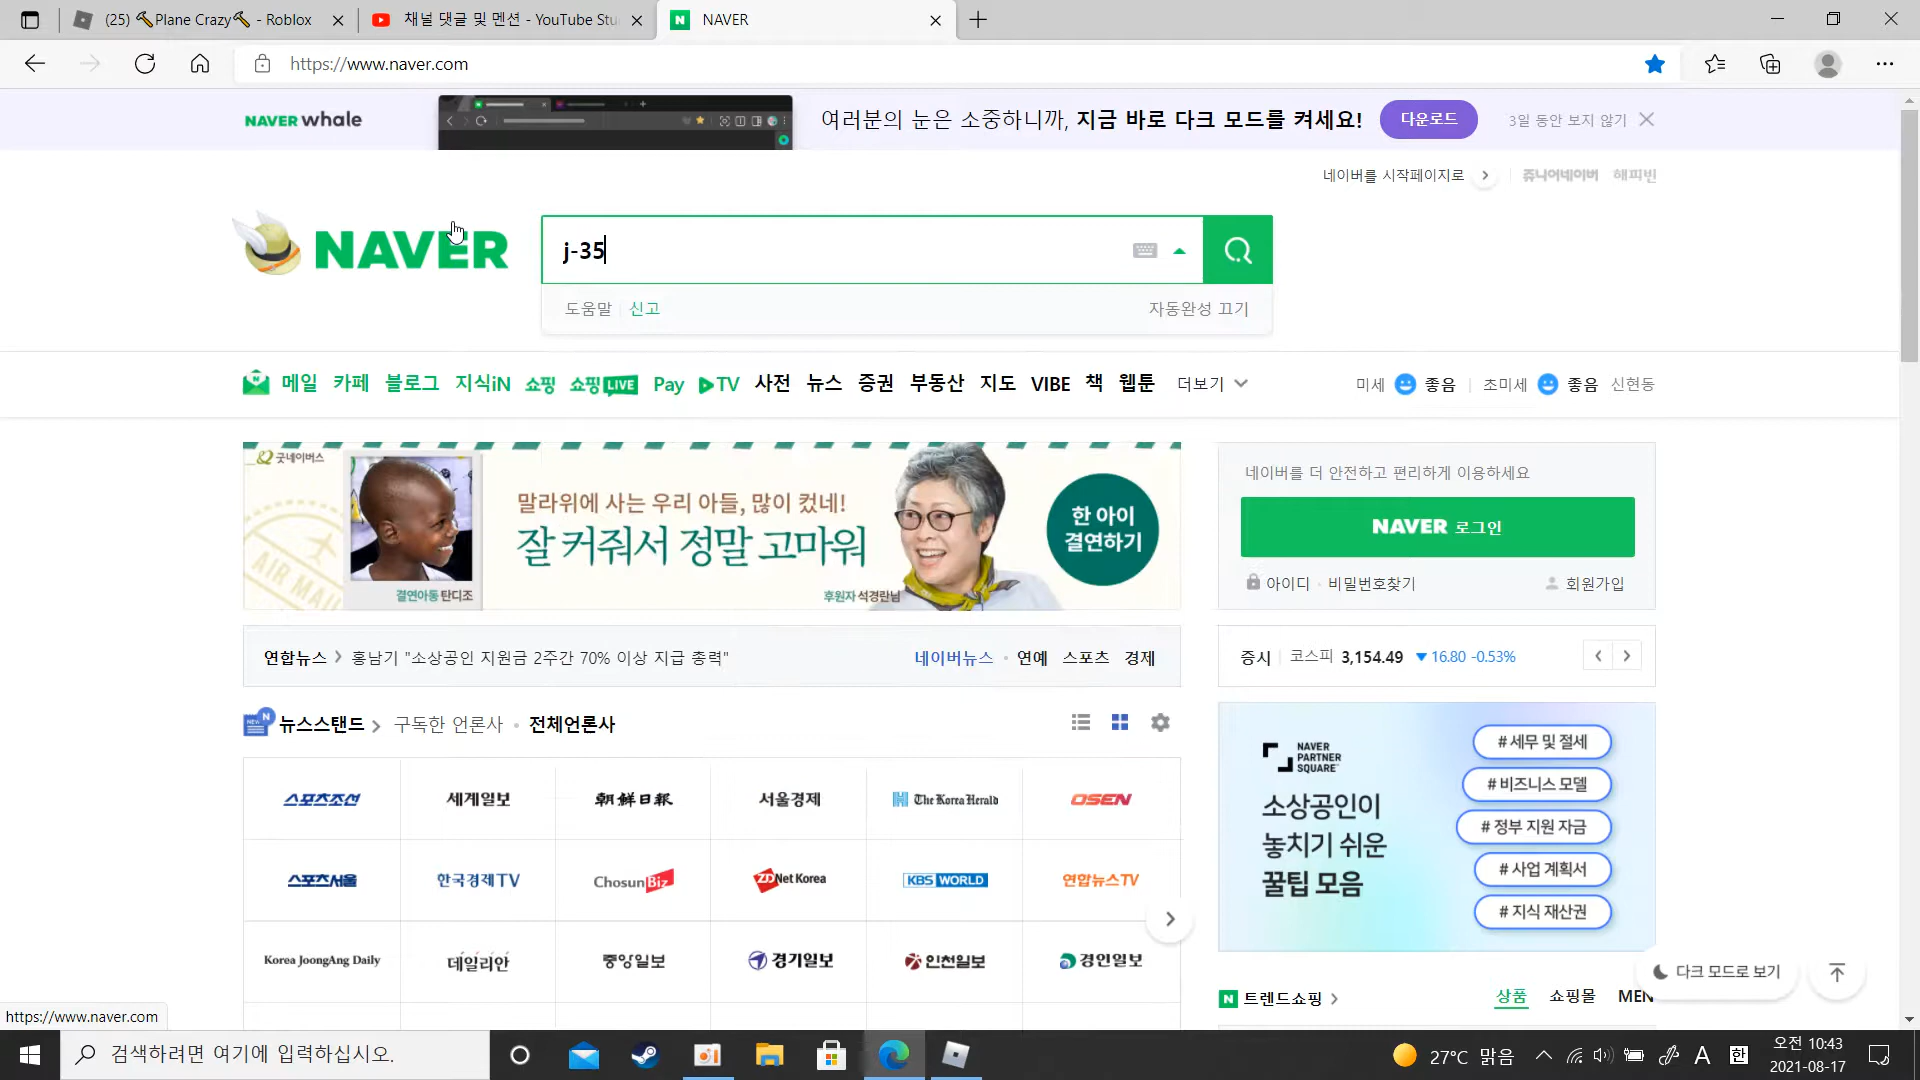 (25) 🔨Plane Crazy🔨 - Roblox
채널 댓글 및 멘션 - YouTube Stu
NAVER
https://www.naver.com
NAVER whale
여러분의 눈은 소중하니까, 지금 바로 다크 모드를 켜세요!
다운로드
3일 동안 보지 않기
네이버를 시작페이지로
쥬니어네이버 해피빈
NAVER
j-35
도움말 신고
자동완성 끄기
메일 카페 블로그 지식iN 쇼핑 쇼핑LIVE Pay TV 사전 뉴스 증권 부동산 지도 VIBE 책 웹툰 더보기
미세 좋음 초미세 좋음 신현동
굿네이버스
AIR MAIL
결연아동 탄디조
말라위에 사는 우리 아들, 많이 컸네!
잘 커줘서 정말 고마워
후원자 석경란님
한 아이
결연하기
네이버를 더 안전하고 편리하게 이용하세요
NAVER 로그인
아이디 · 비밀번호찾기
회원가입
연합뉴스 홍남기 "소상공인 지원금 2주간 70% 이상 지급 총력"
네이버뉴스 · 연예 스포츠 경제
증시 코스피 3,154.49 ▼16.80 -0.53%
뉴스스탠드 구독한 언론사 · 전체언론사
스포츠조선 세계일보 朝鮮日報 서울경제 The Korea Herald OSEN
스포츠서울 한국경제TV ChosunBiz ZDNet Korea KBS WORLD 연합뉴스TV
Korea JoongAng Daily 데일리안 중앙일보 경기일보 인천일보 경인일보
NAVER
PARTNER
SQUARE
소상공인이
놓치기 쉬운
꿀팁 모음
# 세무 및 절세
# 비즈니스 모델
# 정부 지원 자금
# 사업 계획서
# 지식 재산권
다크 모드로 보기
트렌드쇼핑
상품 쇼핑몰 MEN
https://www.naver.com
검색하려면 여기에 입력하십시오.
27°C 맑음
A 한
오전 10:43
2021-08-17